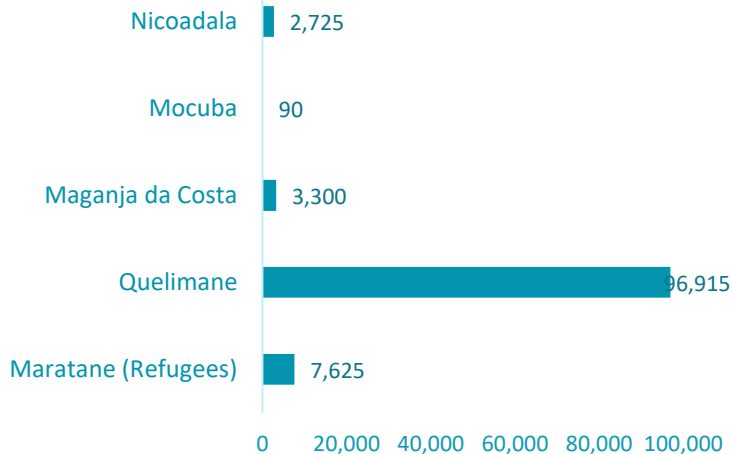 Nicoadala 2,725
Mocuba 90
Maganja da Costa 3,300
Quelimane 96,915
Maratane (Refugees) 7,625
0 20,000 40,000 60,000 80,000 100,000